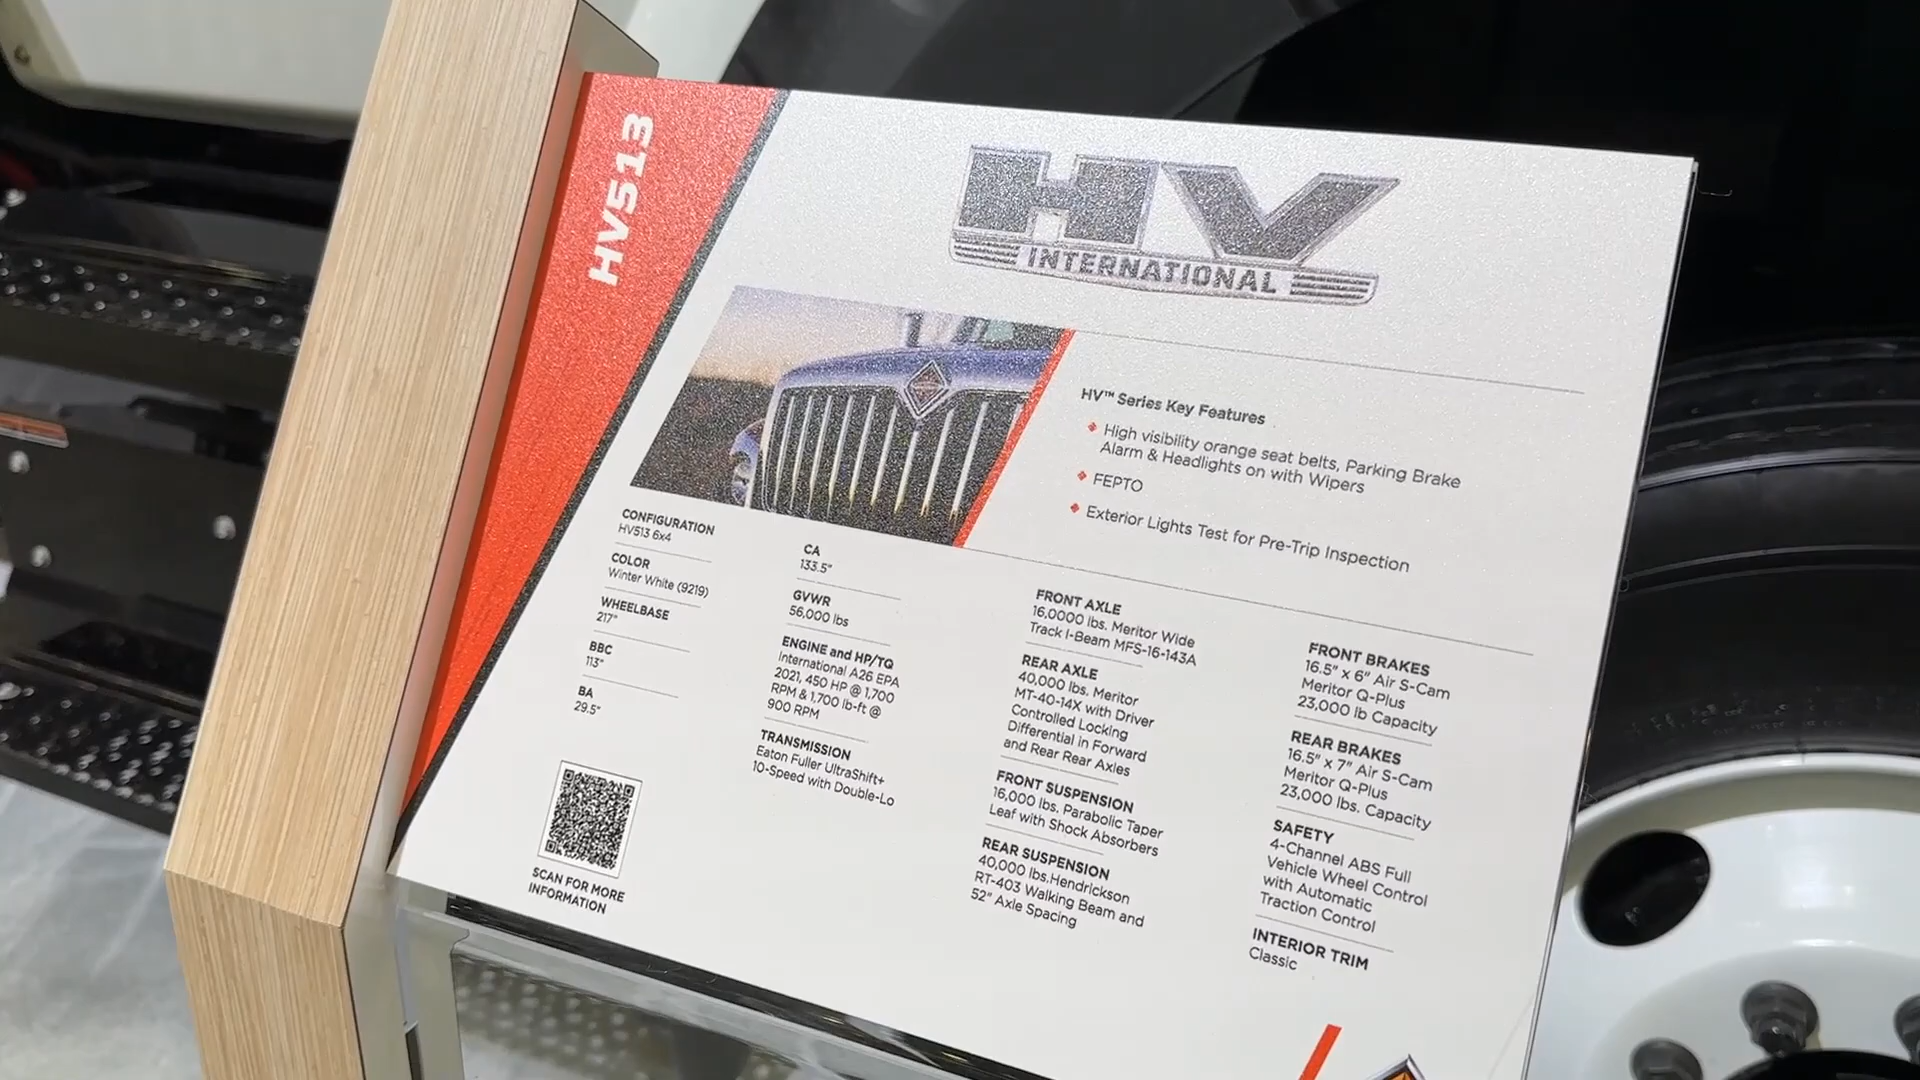 HV513
HV
INTERNATIONAL
HV™ Series Key Features
High visibility orange seat belts, Parking Brake
Alarm & Headlights on with Wipers
FEPTO
Exterior Lights Test for Pre-Trip Inspection
CONFIGURATION
HV513 6x4
COLOR
Winter White (9219)
WHEELBASE
217"
BBC
113"
BA
29.5"
SCAN FOR MORE
INFORMATION
CA
133.5"
GVWR
56,000 lbs
ENGINE and HP/TQ
International A26 EPA
2021, 450 HP @ 1,700
RPM & 1,700 lb-ft @
900 RPM
TRANSMISSION
Eaton Fuller UltraShift+
10-Speed with Double-Lo
FRONT AXLE
16,0000 lbs. Meritor Wide
Track I-Beam MFS-16-143A
REAR AXLE
40,000 lbs. Meritor
MT-40-14X with Driver
Controlled Locking
Differential in Forward
and Rear Rear Axles
FRONT SUSPENSION
16,000 lbs. Parabolic Taper
Leaf with Shock Absorbers
REAR SUSPENSION
40,000 lbs.Hendrickson
RT-403 Walking Beam and
52" Axle Spacing
FRONT BRAKES
16.5" x 6" Air S-Cam
Meritor Q-Plus
23,000 lb Capacity
REAR BRAKES
16.5" x 7" Air S-Cam
Meritor Q-Plus
23,000 lbs. Capacity
SAFETY
4-Channel ABS Full
Vehicle Wheel Control
with Automatic
Traction Control
INTERIOR TRIM
Classic